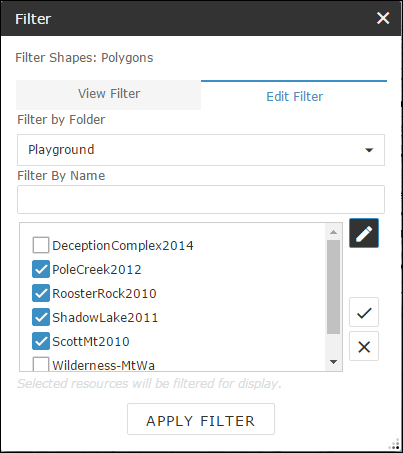 Filter
Filter Shapes: Polygons
View Filter
Edit Filter
Filter by Folder
Playground
Filter By Name
DeceptionComplex2014
PoleCreek2012
RoosterRock2010
ShadowLake2011
ScottMt2010
Wilderness-MtWa
Selected resources will be filtered for display.
APPLY FILTER